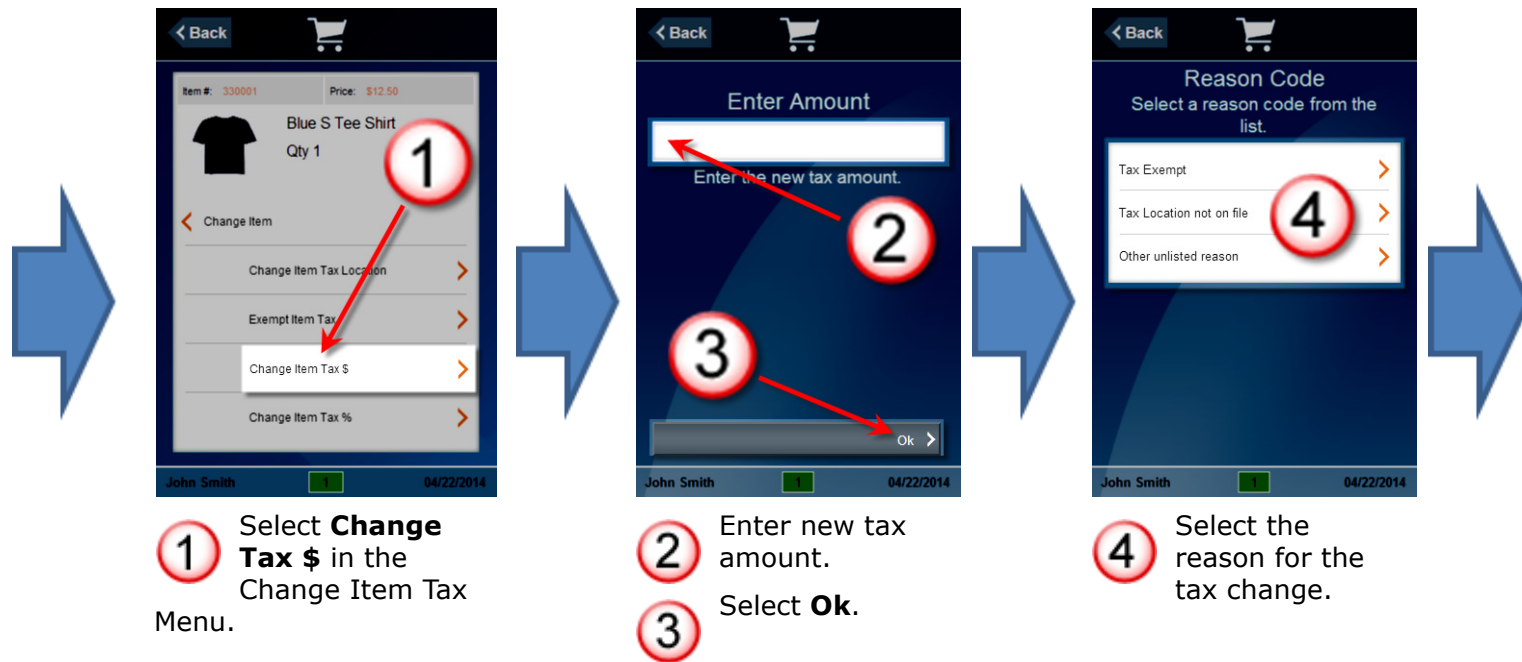 Back
Item #: 330001 Price: $12.50
Blue S Tee Shirt
Qty 1
1
Change Item
Change Item Tax Location
Exempt Item Tax
Change Item Tax $
Change Item Tax %
John Smith 1 04/22/2014
1 Select Change
Tax $ in the
Change Item Tax
Menu.
Back
Enter Amount
Enter the new tax amount.
2
3
Ok
John Smith 1 04/22/2014
2 Enter new tax
amount.
3 Select Ok.
Back
Reason Code
Select a reason code from the
list.
Tax Exempt
Tax Location not on file
4
Other unlisted reason
John Smith 1 04/22/2014
4 Select the
reason for the
tax change.